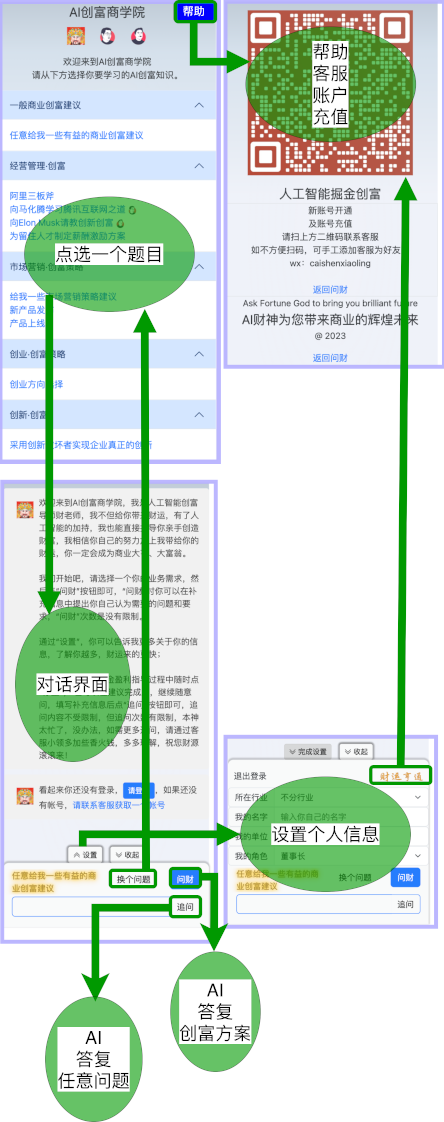 AI创富商学院
帮助
欢迎来到AI创富商学院
请从下方选择你要学习的AI创富知识。
一般商业创富建议
任意给我一些有益的商业创富建议
经营管理·创富
阿里三板斧
向马化腾学习腾讯互联网之道
向Elon Musk请教创新创富
为留住人才制定薪酬激励方案
点选一个题目
市场营销·创富策略
给我一些市场营销策略建议
新产品发
产品上线
创业·创富策略
创业方向选择
创新·创富
采用创新破坏者实现企业真正的创新
帮助
客服
账户
充值
人工智能掘金创富
新账号开通
及账号充值
请扫上方二维码联系客服
如不方便扫码，可手工添加客服为好友
wx：caishenxiaoling
返回问财
Ask Fortune God to bring you brilliant future
AI财神为您带来商业的辉煌未来
@ 2023
返回问财
欢迎来到AI创富商学院，我是人工智能创富
导师财老师，我不但给你带来财运，有了人
工智能的加持，我也能直接指导你亲手创造
财富，我相信你自己的努力加上我带给你的
财运，你一定会成为商业大亨、大富翁。
我们开始吧，请选择一个你的业务需求，然
后点"问财"按钮即可，"问财"时你可以在补
充信息中提出你自己认为需要的问题和要
求，"问财"次数是没有限制。
通过"设置"，你可以告诉我更多关于你的信
息，了解你越多，财运来的更快；
对话界面
盈利指导过程中随时点
建议完成后，继续随意
问，填写补充信息后点"追问"按钮即可，追
问内容不受限制，但追问次数有限制，本神
太忙了，没办法，如需更多追问，请通过客
服小领多加些香火钱，多多理解，祝您财源
滚滚来！
看起来你还没有登录，请登录，如果还没
有帐号，请联系客服获取一个帐号
设置
收起
任意给我一些有益的商
业创富建议
换个问题
问财
追问
完成设置
收起
退出登录
财运亨通
所在行业
不分行业
我的名字
输入你自己的名字
我的单位
设置个人信息
我的角色
董事长
任意给我一些有益的商
业创富建议
换个问题
问财
追问
AI
答复
创富方案
AI
答复
任意问题